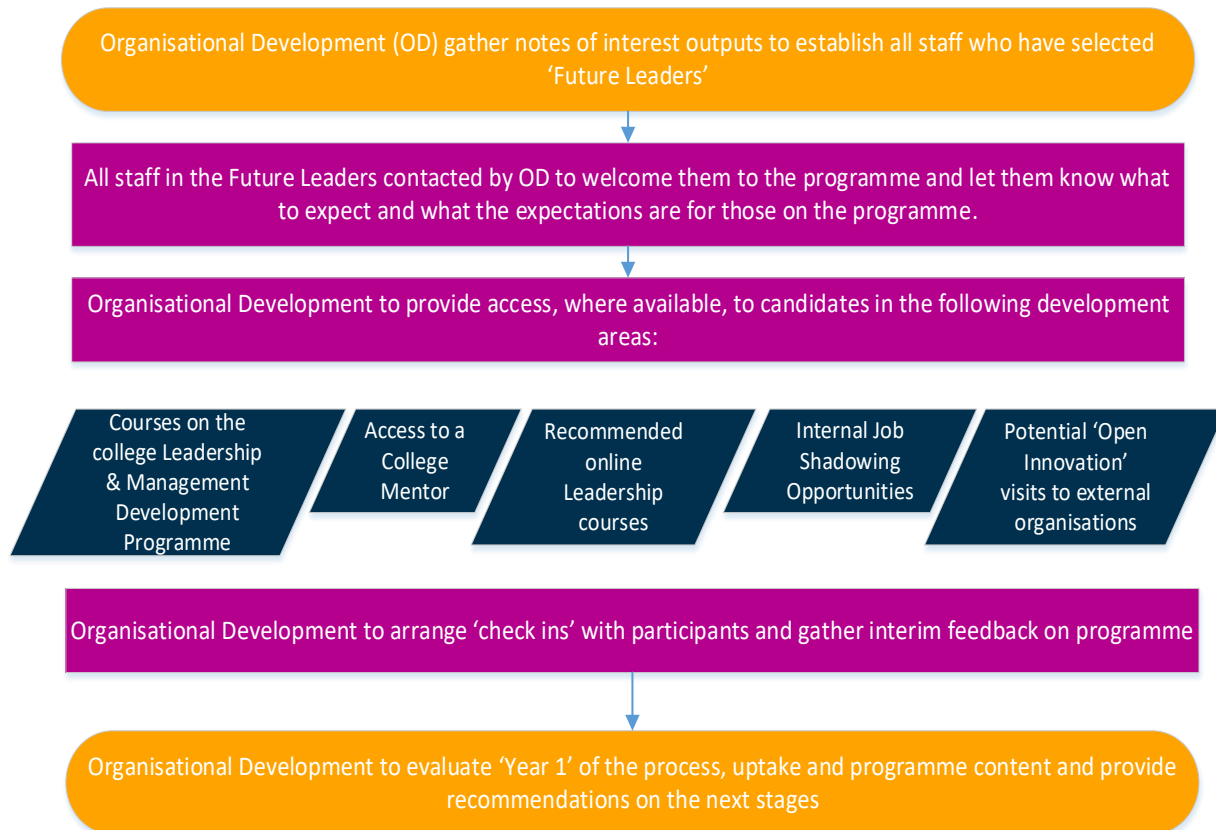 Organisational Development (OD) gather notes of interest outputs to establish all staff who have selected
‘Future Leaders’
All staff in the Future Leaders contacted by OD to welcome them to the programme and let them know what
to expect and what the expectations are for those on the programme.
Organisational Development to provide access, where available, to candidates in the following development
areas:
Courses on the
college Leadership
& Management
Development
Programme
Access to a
College
Mentor
Recommended
online
Leadership
courses
Internal Job
Shadowing
Opportunities
Potential ‘Open
Innovation’
visits to external
organisations
Organisational Development to arrange ‘check ins’ with participants and gather interim feedback on programme
Organisational Development to evaluate ‘Year 1’ of the process, uptake and programme content and provide
recommendations on the next stages